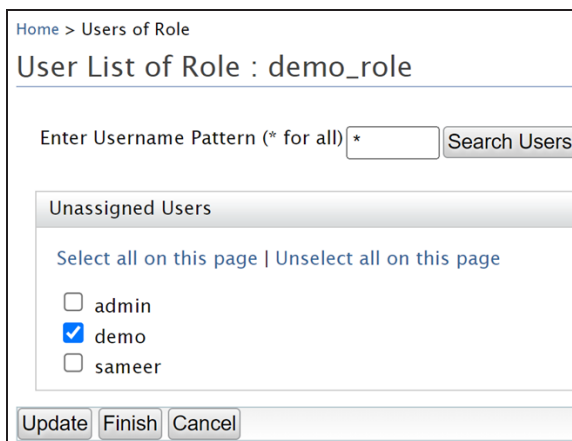 Home > Users of Role
User List of Role : demo_role
Enter Username Pattern (* for all) * Search Users
Unassigned Users
Select all on this page | Unselect all on this page
admin
demo
sameer
Update Finish Cancel